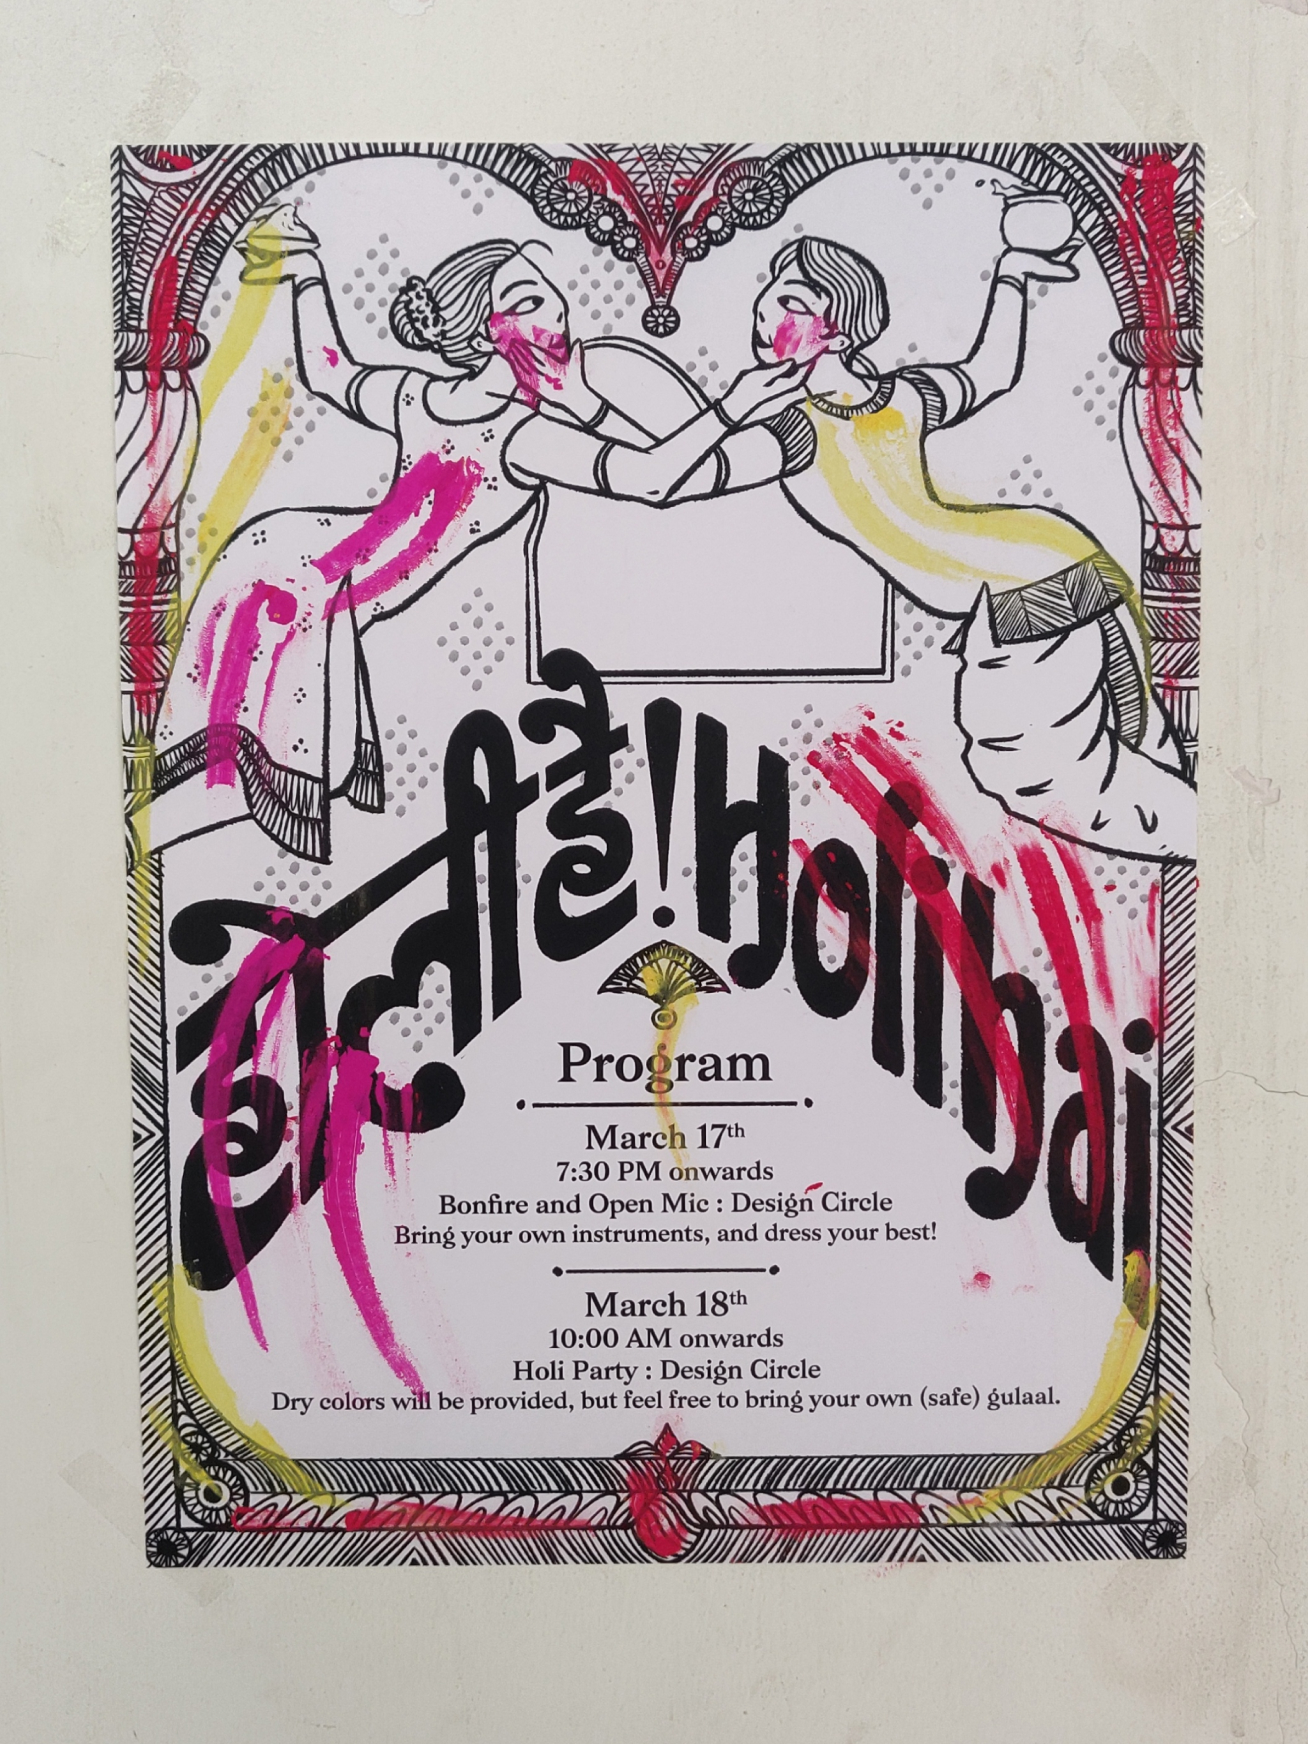 होली है! Holi hai
Program
March 17th
7:30 PM onwards
Bonfire and Open Mic : Design Circle
Bring your own instruments, and dress your best!
March 18th
10:00 AM onwards
Holi Party : Design Circle
Dry colors will be provided, but feel free to bring your own (safe) gulaal.